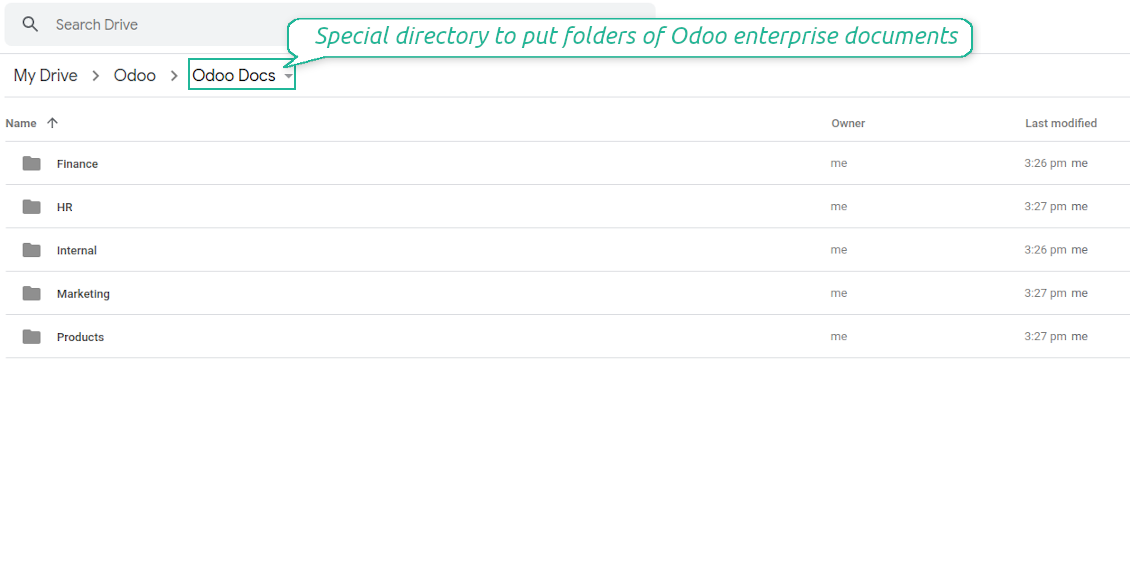 Search Drive
Special directory to put folders of Odoo enterprise documents
My Drive Odoo Odoo Docs
Name Owner Last modified
Finance me 3:26 pm me
HR me 3:27 pm me
Internal me 3:26 pm me
Marketing me 3:27 pm me
Products me 3:27 pm me